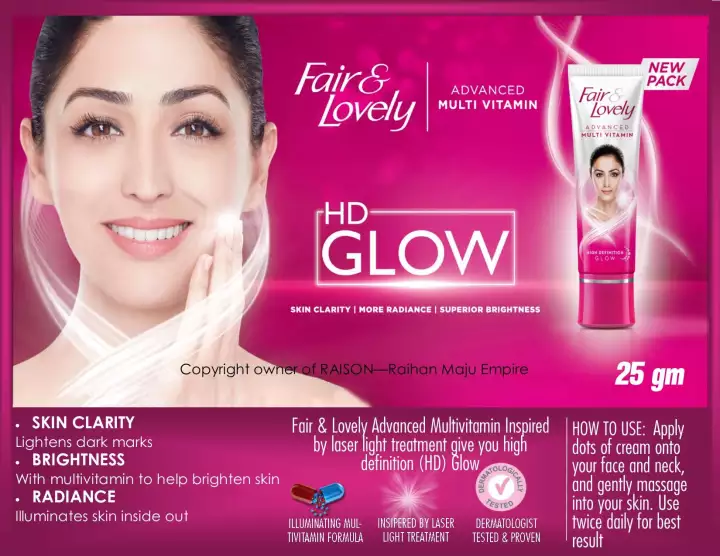 Fair &
Lovely
ADVANCED
MULTI VITAMIN
NEW
PACK
Fair &
Lovely
ADVANCED
MULTI VITAMIN
HIGH DEFINITION
GLOW
HD
GLOW
SKIN CLARITY | MORE RADIANCE | SUPERIOR BRIGHTNESS
Copyright owner of RAISON—Raihan Maju Empire
25 gm
• SKIN CLARITY
Lightens dark marks
• BRIGHTNESS
With multivitamin to help brighten skin
• RADIANCE
Illuminates skin inside out
Fair & Lovely Advanced Multivitamin Inspired
by laser light treatment give you high
definition (HD) Glow
DERMATOLOGICALLY
TESTED
ILLUMINATING MUL-
TIVITAMIN FORMULA
INSIPERED BY LASER
LIGHT TREATMENT
DERMATOLOGIST
TESTED & PROVEN
HOW TO USE: Apply
dots of cream onto
your face and neck,
and gently massage
into your skin. Use
twice daily for best
result